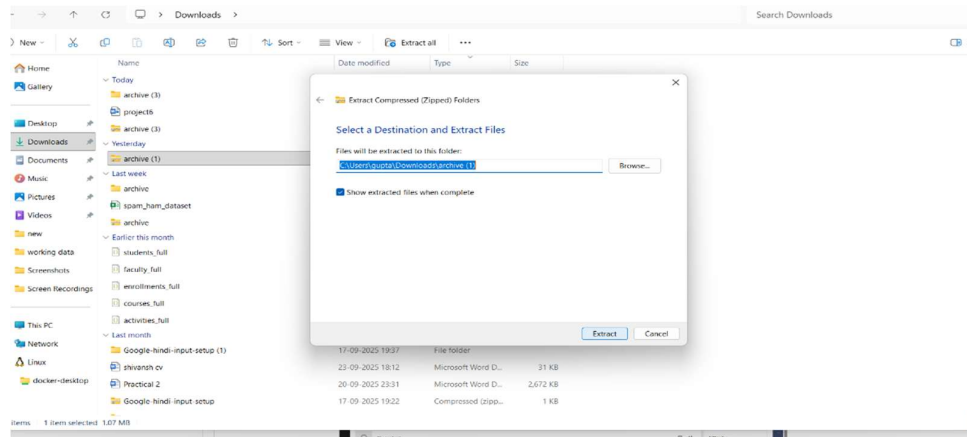 Downloads
Search Downloads
New
Sort
View
Extract all
Home
Gallery
Desktop
Downloads
Documents
Music
Pictures
Videos
new
working data
Screenshots
Screen Recordings
This PC
Network
Linux
docker-desktop
Name
Date modified
Type
Size
Today
archive (3)
project6
archive (3)
Yesterday
archive (1)
Last week
archive
spam_ham_dataset
archive
Earlier this month
students_full
faculty_full
enrollments_full
courses_full
activities_full
Last month
Google-hindi-input-setup (1) 17-09-2025 19:37 File folder
shivansh cv 23-09-2025 18:12 Microsoft Word D... 31 KB
Practical 2 20-09-2025 23:31 Microsoft Word D... 2,672 KB
Google-hindi-input-setup 17-09-2025 19:22 Compressed (zipp... 1 KB
Extract Compressed (Zipped) Folders
Select a Destination and Extract Files
Files will be extracted to this folder:
C:\Users\gupta\Downloads\archive (1)
Browse...
Show extracted files when complete
Extract
Cancel
items 1 item selected 1.07 MB